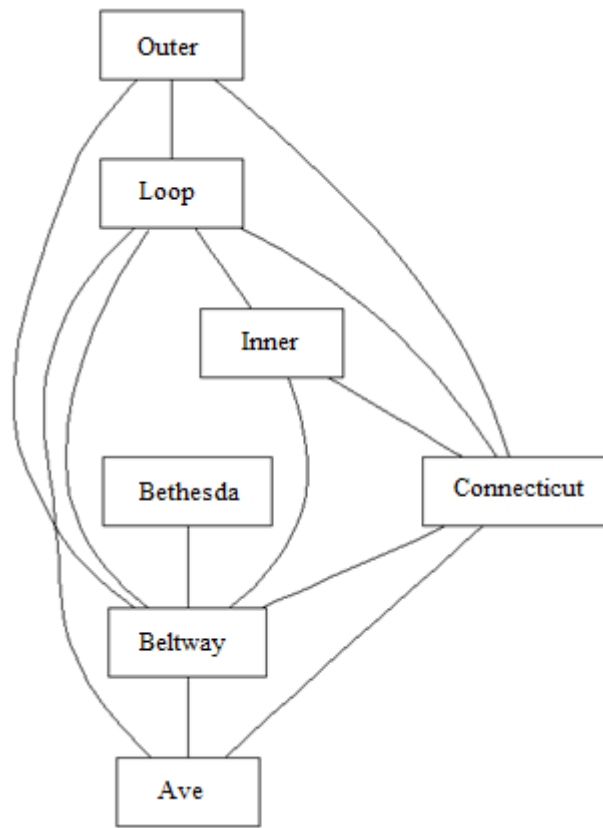 Outer
Loop
Inner
Bethesda
Connecticut
Beltway
Ave